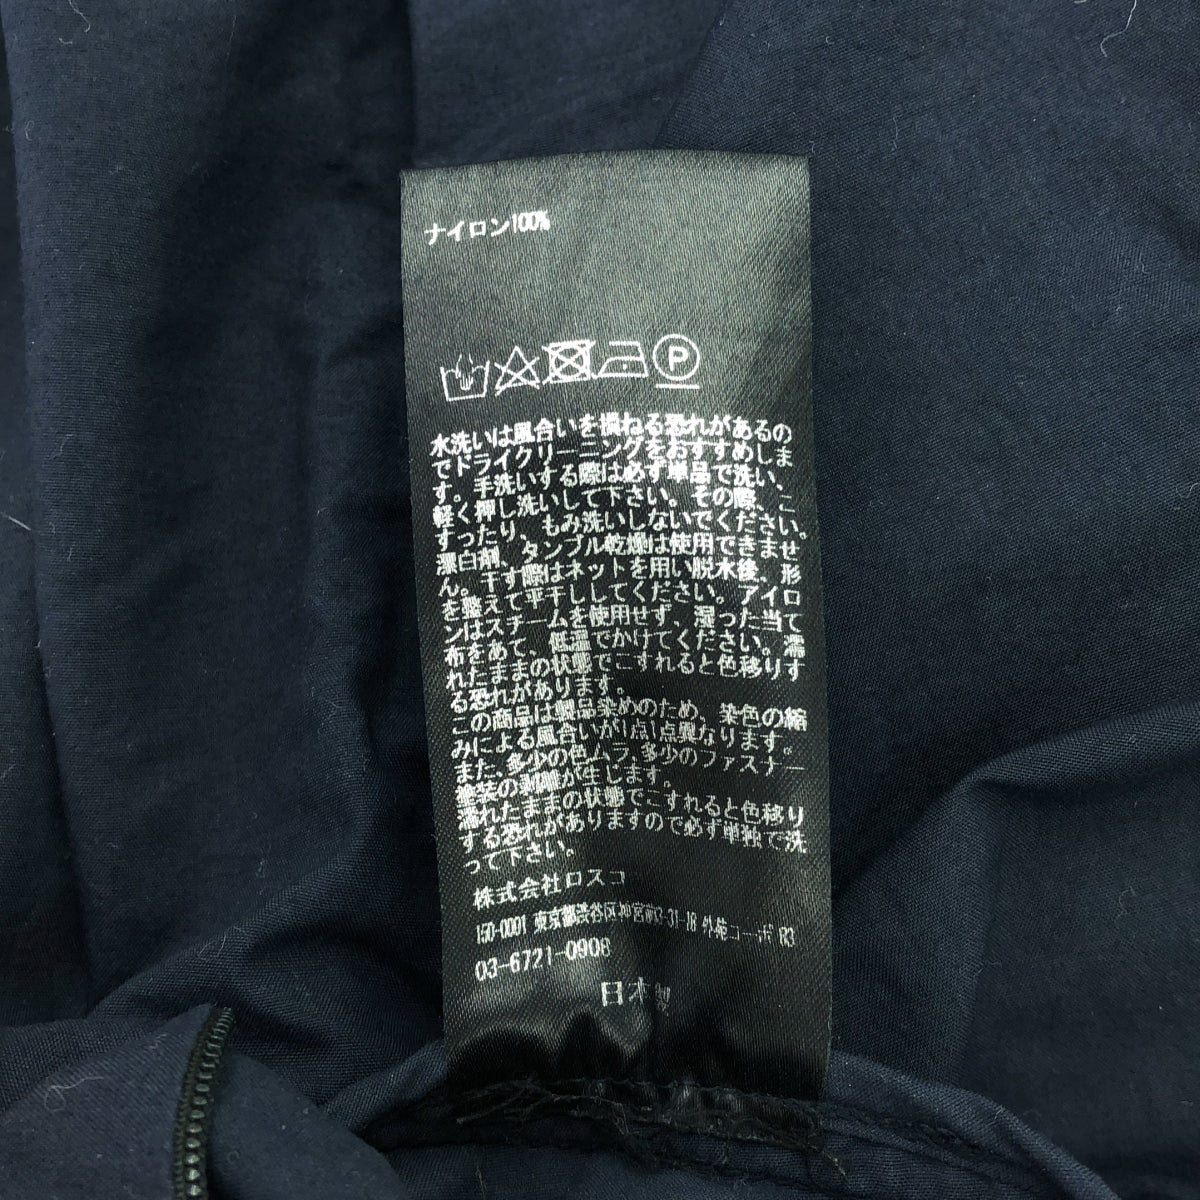 ナイロン100%
P
水洗いは風合いを損ねる恐れがあるの
でドライクリーニングをおすすめしま
す。手洗いする際は必ず単品で洗い、
軽く押し洗いして下さい。その際、こ
すったり、もみ洗いしないでください。
漂白剤、タンブル乾燥は使用できませ
ん。干す際はネットを用い脱水後、形
を整えて平干ししてください。アイロ
ンはスチームを使用せず、湿った当て
布をあて、低温でかけてください。濡
れたままの状態でこすれると色移りす
る恐れがあります。
この商品は製品染めのため、染色の縮
みによる風合いが1点1点異なります。
また、多少の色ムラ、多少のファスナー
塗装の剥離が生じます。
濡れたままの状態でこすれると色移り
する恐れがありますので必ず単独で洗
って下さい。
株式会社ロスコ
150-0001 東京都渋谷区神宮前3-31-18 外苑コーポ R3
03-6721-0908
日本製